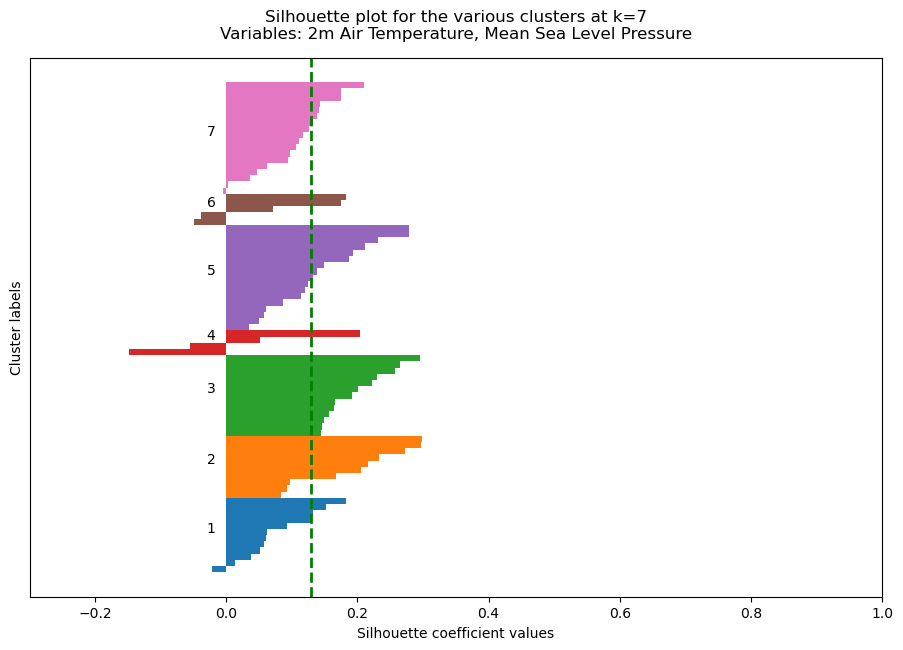 Silhouette plot for the various clusters at k=7
Variables: 2m Air Temperature, Mean Sea Level Pressure
Cluster labels
7
6
5
4
3
2
1
−0.2 0.0 0.2 0.4 0.6 0.8 1.0
Silhouette coefficient values